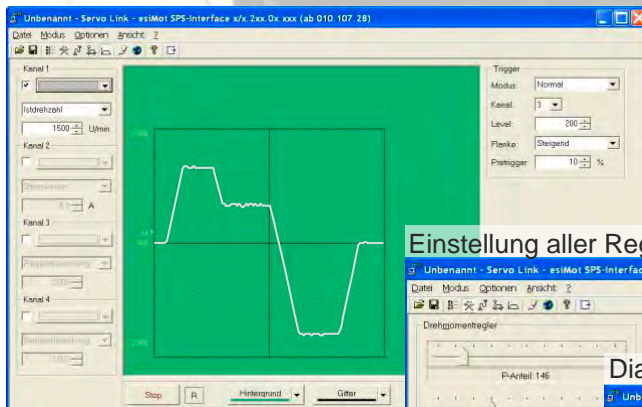 Unbenannt - Servo Link - esiMot SPS-Interface x/x.2xx.0x.xxx (ab 010.107.28)
Datei Modus Optionen Ansicht ?
Kanal 1
Istdrehzahl
1500 U/min
Kanal 2
A
Kanal 3
Kanal 4
Trigger
Modus: Normal
Kanal: 3
Level: 200
Flanke: Steigend
Pretrigger: 10 %
Stop R Hintergrund Gitter
Einstellung aller Reg
Unbenannt - Servo Link - esiMot SPS-Interfac
Datei Modus Optionen Ansicht ?
Drehmomentregler
P-Anteil: 146
Dia
Unb